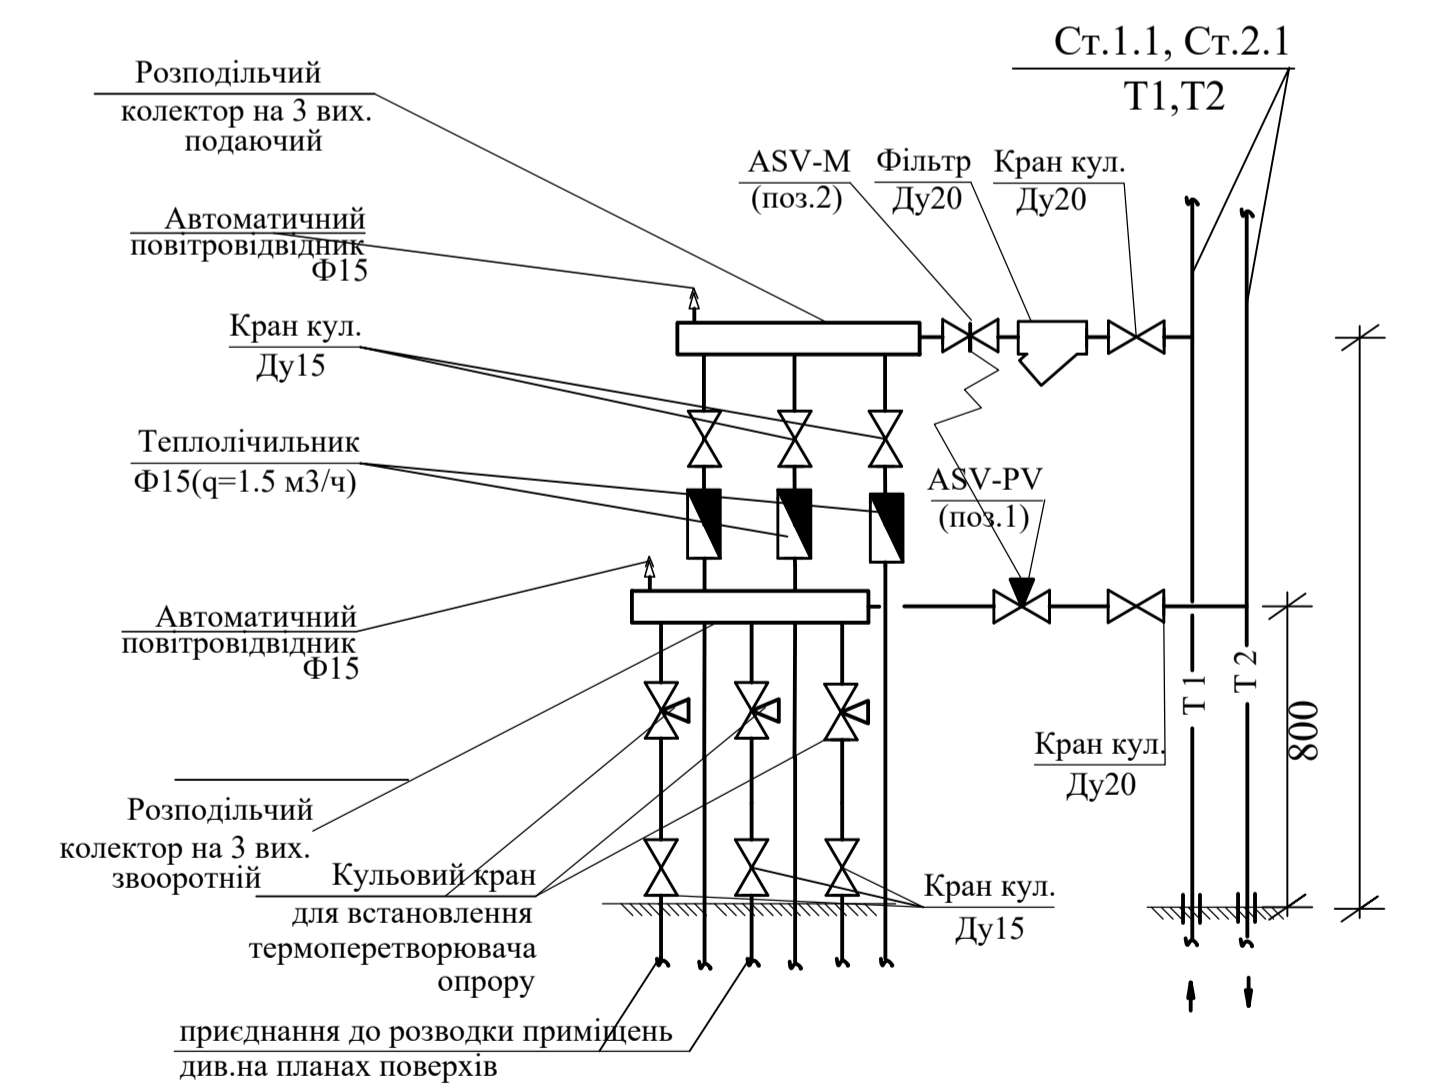 Ст.1.1, Ст.2.1
Т1,Т2
Розподільчий
колектор на 3 вих.
подаючий
ASV-M
(поз.2)
Фільтр
Ду20
Кран кул.
Ду20
Автоматичний
повітровідвідник
Ф15
Кран кул.
Ду15
Теплолічильник
Ф15(q=1.5 м3/ч)
ASV-PV
(поз.1)
Автоматичний
повітровідвідник
Ф15
Т 1
Т 2
800
Кран кул.
Ду20
Розподільчий
колектор на 3 вих.
звооротній
Кульовий кран
для встановлення
термоперетворювача
опрору
Кран кул.
Ду15
приєднання до розводки приміщень
див.на планах поверхів